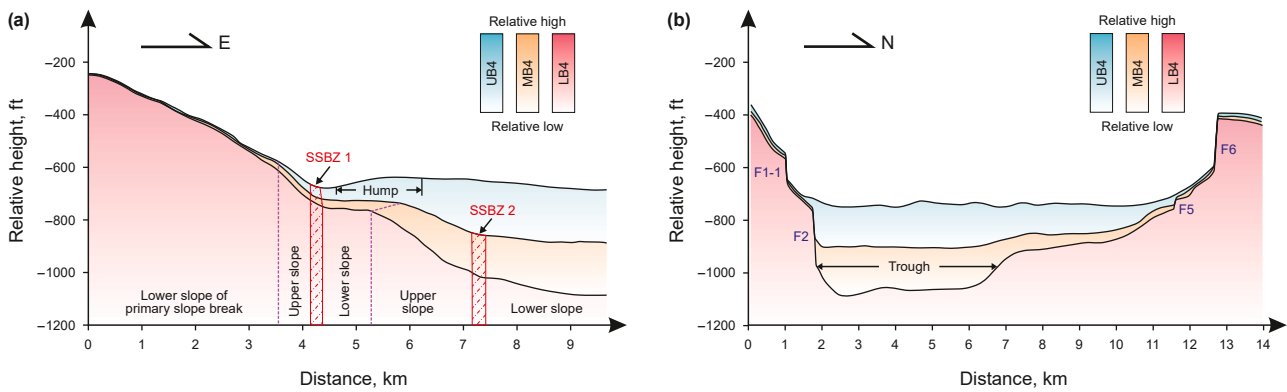 (a)
E
Relative high
UB4
MB4
LB4
Relative low
Relative height, ft
−200
−400
−600
−800
−1000
−1200
SSBZ 1
Hump
SSBZ 2
Lower slope of
primary slope break
Upper slope
Lower slope
Upper
slope
Lower slope
0 1 2 3 4 5 6 7 8 9
Distance, km
(b)
N
Relative high
UB4
MB4
LB4
Relative low
Relative height, ft
−200
−400
−600
−800
−1000
−1200
F1-1
F2
F6
F5
Trough
0 1 2 3 4 5 6 7 8 9 10 11 12 13 14
Distance, km